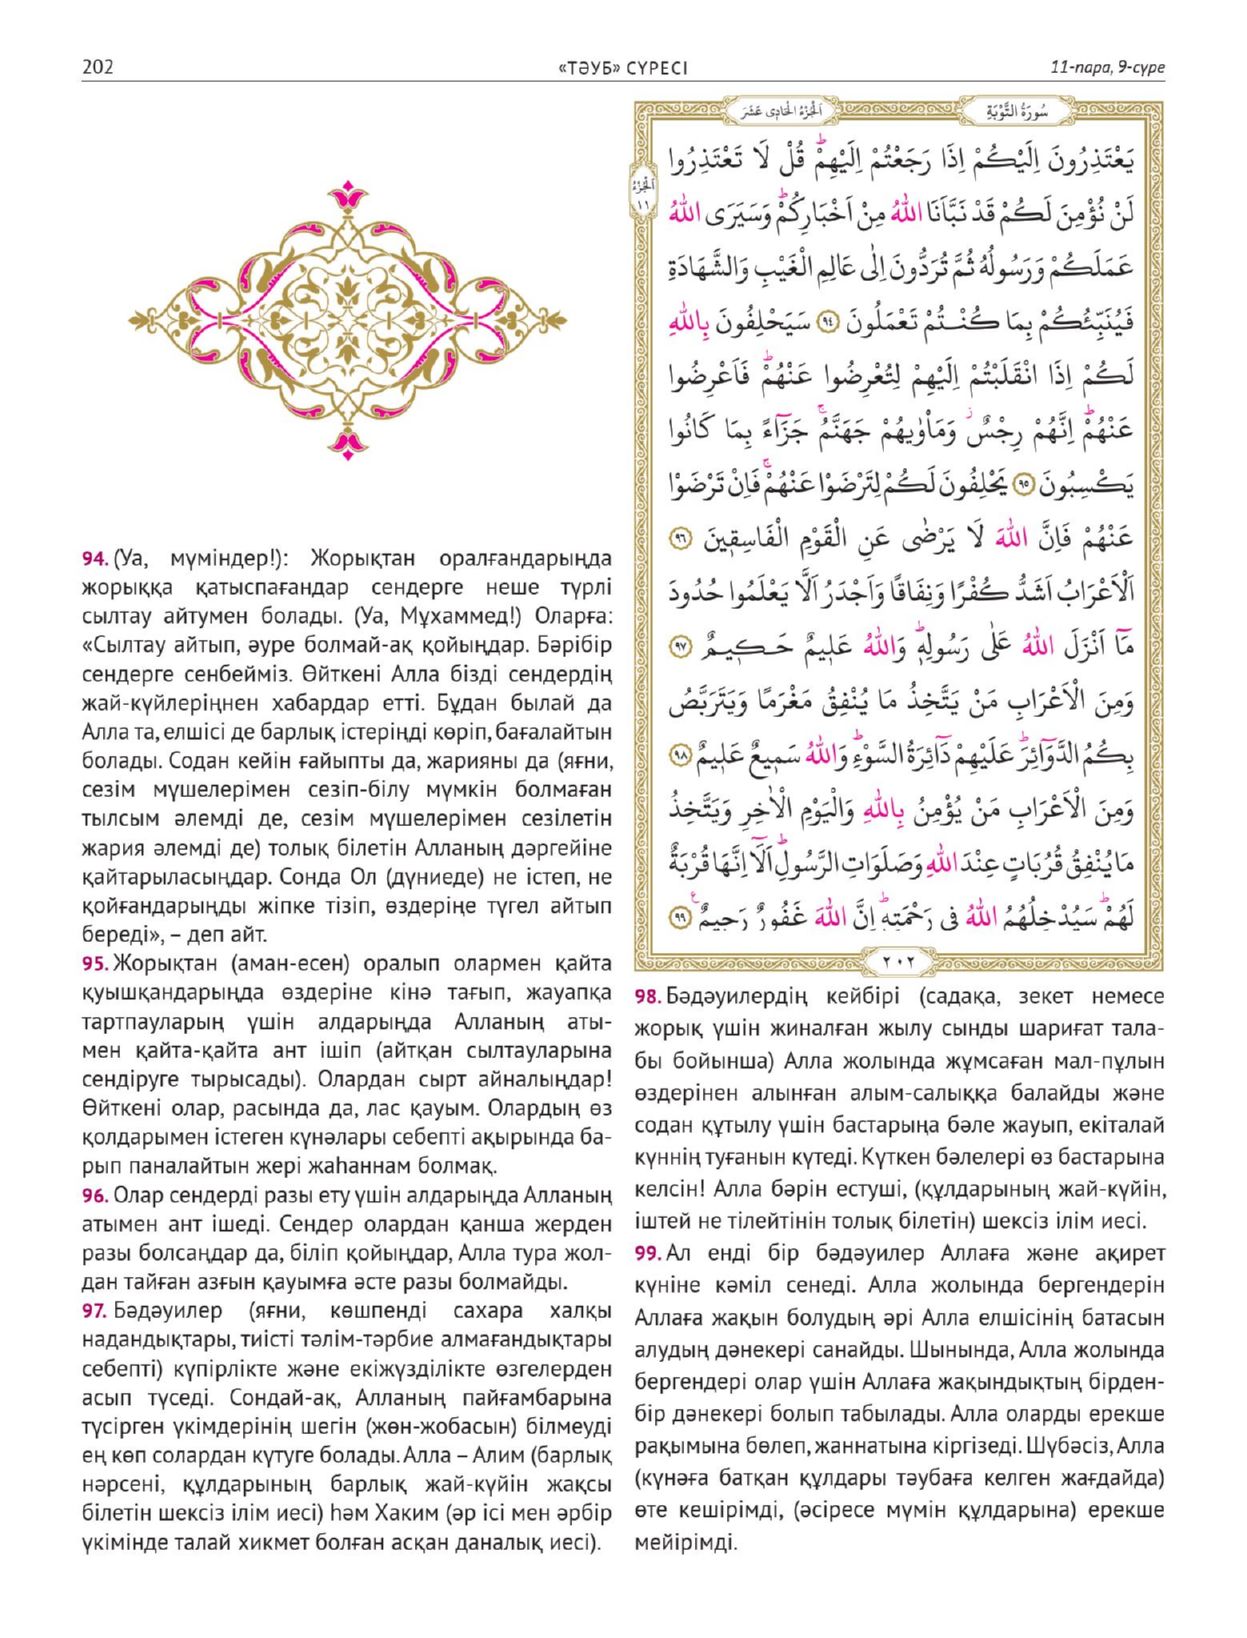 202
«ТӘУБ» СҮРЕСІ
11-пара, 9-сүре
اَلْجُزْءُ الْحَادِى عَشَرَ
سُورَةُ التَّوْبَةِ
اَلْجُزْءُ
١١
يَعْتَذِرُونَ اِلَيْكُمْ اِذَا رَجَعْتُمْ اِلَيْهِمْۜ قُلْ لَا تَعْتَذِرُوا
لَنْ نُؤْمِنَ لَكُمْ قَدْ نَبَّاَنَا اللّٰهُ مِنْ اَخْبَارِكُمْۜ وَسَيَرَى اللّٰهُ
عَمَلَكُمْ وَرَسُولُهُ ثُمَّ تُرَدُّونَ اِلٰى عَالِمِ الْغَيْبِ وَالشَّهَادَةِ
فَيُنَبِّئُكُمْ بِمَا كُنْتُمْ تَعْمَلُونَ ﴿٩٤﴾ سَيَحْلِفُونَ بِاللّٰهِ
لَكُمْ اِذَا انْقَلَبْتُمْ اِلَيْهِمْ لِتُعْرِضُوا عَنْهُمْۜ فَاَعْرِضُوا
عَنْهُمْۜ اِنَّهُمْ رِجْسٌۘ وَمَأْوٰيهُمْ جَهَنَّمُۚ جَزَٓاءً بِمَا كَانُوا
يَكْسِبُونَ ﴿٩٥﴾ يَحْلِفُونَ لَكُمْ لِتَرْضَوْا عَنْهُمْۚ فَاِنْ تَرْضَوْا
عَنْهُمْ فَاِنَّ اللّٰهَ لَا يَرْضٰى عَنِ الْقَوْمِ الْفَاسِقِينَ ﴿٩٦﴾
اَلْاَعْرَابُ اَشَدُّ كُفْرًا وَنِفَاقًا وَاَجْدَرُ اَلَّا يَعْلَمُوا حُدُودَ
مَٓا اَنْزَلَ اللّٰهُ عَلٰى رَسُولِهِۜ وَاللّٰهُ عَلِيمٌ حَكِيمٌ ﴿٩٧﴾
وَمِنَ الْاَعْرَابِ مَنْ يَتَّخِذُ مَا يُنْفِقُ مَغْرَمًا وَيَتَرَبَّصُ
بِكُمُ الدَّوَٓائِرَۜ عَلَيْهِمْ دَٓائِرَةُ السَّوْءِۜ وَاللّٰهُ سَمِيعٌ عَلِيمٌ ﴿٩٨﴾
وَمِنَ الْاَعْرَابِ مَنْ يُؤْمِنُ بِاللّٰهِ وَالْيَوْمِ الْاٰخِرِ وَيَتَّخِذُ
مَا يُنْفِقُ قُرُبَاتٍ عِنْدَ اللّٰهِ وَصَلَوَاتِ الرَّسُولِۜ اَلَٓا اِنَّهَا قُرْبَةٌ
لَهُمْۜ سَيُدْخِلُهُمُ اللّٰهُ فِى رَحْمَتِهِۜ اِنَّ اللّٰهَ غَفُورٌ رَحِيمٌ ﴿٩٩﴾
٢٠٢
94. (Уа, мүміндер!): Жорықтан оралғандарыңда
жорыққа қатыспағандар сендерге неше түрлі
сылтау айтумен болады. (Уа, Мұхаммед!) Оларға:
«Сылтау айтып, әуре болмай-ақ қойыңдар. Бәрібір
сендерге сенбейміз. Өйткені Алла бізді сендердің
жай-күйлеріңнен хабардар етті. Бұдан былай да
Алла та, елшісі де барлық істеріңді көріп, бағалайтын
болады. Содан кейін ғайыпты да, жарияны да (яғни,
сезім мүшелерімен сезіп-білу мүмкін болмаған
тылсым әлемді де, сезім мүшелерімен сезілетін
жария әлемді де) толық білетін Алланың дәргейіне
қайтарыласыңдар. Сонда Ол (дүниеде) не істеп, не
қойғандарыңды жіпке тізіп, өздеріңе түгел айтып
береді», – деп айт.
95. Жорықтан (аман-есен) оралып олармен қайта
қуышқандарыңда өздеріне кінә тағып, жауапқа
тартпауларың үшін алдарыңда Алланың аты-
мен қайта-қайта ант ішіп (айтқан сылтауларына
сендіруге тырысады). Олардан сырт айналыңдар!
Өйткені олар, расында да, лас қауым. Олардың өз
қолдарымен істеген күнәлары себепті ақырында ба-
рып паналайтын жері жаһаннам болмақ.
96. Олар сендерді разы ету үшін алдарыңда Алланың
атымен ант ішеді. Сендер олардан қанша жерден
разы болсаңдар да, біліп қойыңдар, Алла тура жол-
дан тайған азғын қауымға әсте разы болмайды.
97. Бәдәуилер (яғни, көшпенді сахара халқы
надандықтары, тиісті тәлім-тәрбие алмағандықтары
себепті) күпірлікте және екіжүзділікте өзгелерден
асып түседі. Сондай-ақ, Алланың пайғамбарына
түсірген үкімдерінің шегін (жөн-жобасын) білмеуді
ең көп солардан күтуге болады. Алла – Алим (барлық
нәрсені, құлдарының барлық жай-күйін жақсы
білетін шексіз ілім иесі) һәм Хаким (әр ісі мен әрбір
үкімінде талай хикмет болған асқан даналық иесі).
98. Бәдәуилердің кейбірі (садақа, зекет немесе
жорық үшін жиналған жылу сынды шариғат тала-
бы бойынша) Алла жолында жұмсаған мал-пұлын
өздерінен алынған алым-салыққа балайды және
содан құтылу үшін бастарыңа бәле жауып, екіталай
күннің туғанын күтеді. Күткен бәлелері өз бастарына
келсін! Алла бәрін естуші, (құлдарының жай-күйін,
іштей не тілейтінін толық білетін) шексіз ілім иесі.
99. Ал енді бір бәдәуилер Аллаға және ақирет
күніне кәміл сенеді. Алла жолында бергендерін
Аллаға жақын болудың әрі Алла елшісінің батасын
алудың дәнекері санайды. Шынында, Алла жолында
бергендері олар үшін Аллаға жақындықтың бірден-
бір дәнекері болып табылады. Алла оларды ерекше
рақымына бөлеп, жаннатына кіргізеді. Шүбәсіз, Алла
(күнәға батқан құлдары тәубаға келген жағдайда)
өте кешірімді, (әсіресе мүмін құлдарына) ерекше
мейірімді.